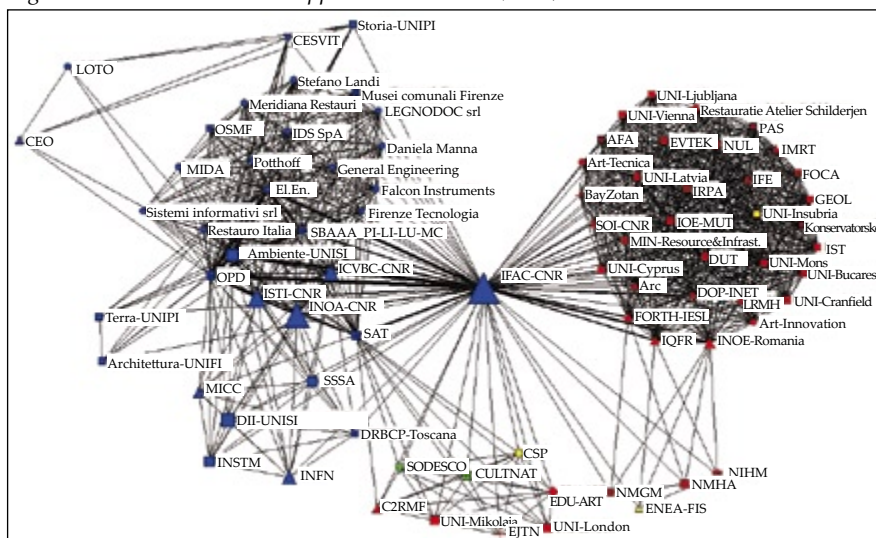 Storia-UNIPI
CESVIT
LOTO
Stefano Landi
Musei comunali Firenze
Meridiana Restauri
LEGNODOC srl
OSMF
IDS SpA
CEO
Daniela Manna
MIDA
Potthoff
General Engineering
El.En.
Falcon Instruments
Sistemi informativi srl
Firenze Tecnologia
Restauro Italia
SBAAA_PI-LI-LU-MC
Ambiente-UNISI
OPD
ICVBC-CNR
IFAC-CNR
ISTI-CNR
INOA-CNR
Terra-UNIPI
SAT
Architettura-UNIFI
MICC
SSSA
DII-UNISI
DRBCP-Toscana
INSTM
INFN
UNI-Ljubljana
Restauratie Atelier Schilderjen
UNI-Vienna
PAS
AFA
EVTEK
NUL
IMRT
Art-Tecnica
UNI-Latvia
IFE
FOCA
BayZotan
IRPA
GEOL
UNI-Insubria
SOI-CNR
IOE-MUT
Konservatorsko
MIN-Resource&Infrast.
IST
DUT
UNI-Mons
UNI-Cyprus
UNI-Bucares
Arc
DOP-INET
LRMH
UNI-Cranfield
FORTH-IESL
Art-Innovation
IQFR
INOE-Romania
CSP
SODESCO
CULTNAT
NIHM
NMHA
EDU-ART
NMGM
C2RMF
ENEA-FIS
UNI-Mikolaja
EJTN
UNI-London